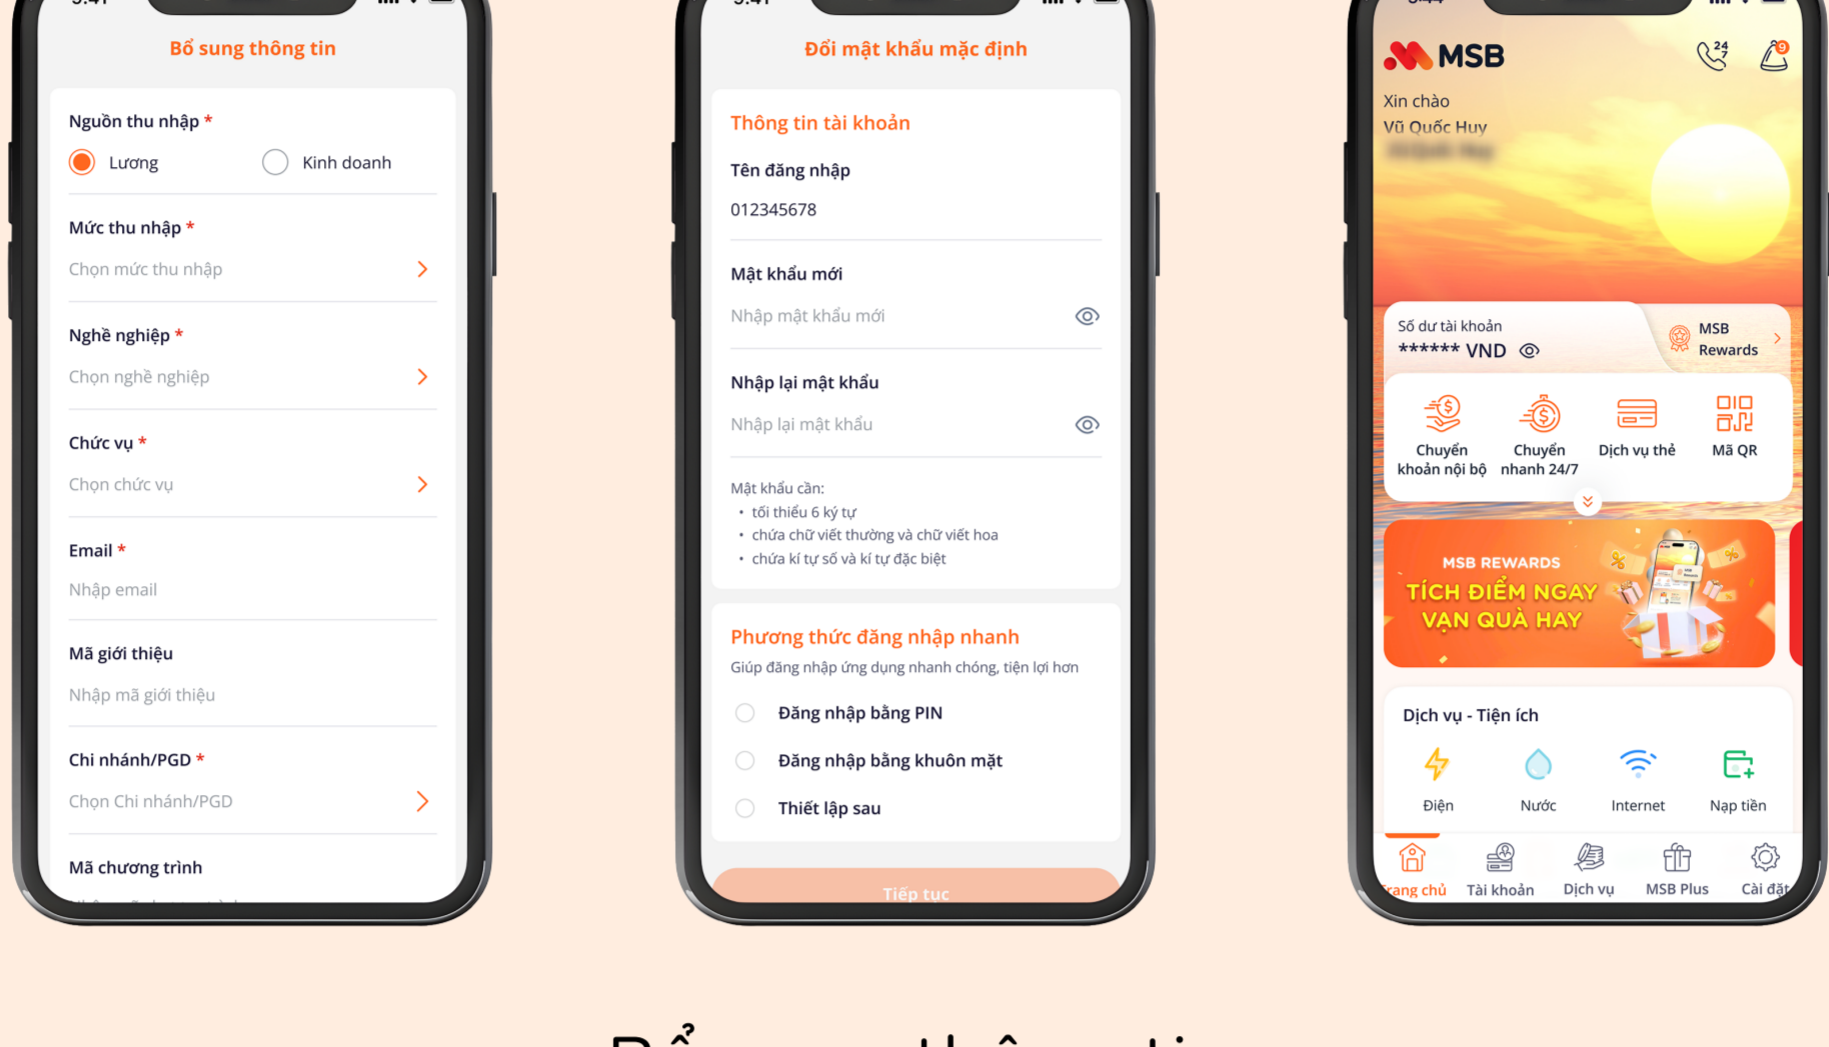 9:41
Bổ sung thông tin
Nguồn thu nhập *
Lương
Kinh doanh
Mức thu nhập *
Chọn mức thu nhập
Nghề nghiệp *
Chọn nghề nghiệp
Chức vụ *
Chọn chức vụ
Email *
Nhập email
Mã giới thiệu
Nhập mã giới thiệu
Chi nhánh/PGD *
Chọn Chi nhánh/PGD
Mã chương trình
9:41
Đổi mật khẩu mặc định
Thông tin tài khoản
Tên đăng nhập
012345678
Mật khẩu mới
Nhập mật khẩu mới
Nhập lại mật khẩu
Nhập lại mật khẩu
Mật khẩu cần:
• tối thiểu 6 ký tự
• chứa chữ viết thường và chữ viết hoa
• chứa kí tự số và kí tự đặc biệt
Phương thức đăng nhập nhanh
Giúp đăng nhập ứng dụng nhanh chóng, tiện lợi hơn
Đăng nhập bằng PIN
Đăng nhập bằng khuôn mặt
Thiết lập sau
Tiếp tục
MSB
24
7
9
Xin chào
Vũ Quốc Huy
Số dư tài khoản
****** VND
MSB
Rewards
Chuyển
khoản nội bộ
Chuyển
nhanh 24/7
Dịch vụ thẻ
Mã QR
MSB REWARDS
TÍCH ĐIỂM NGAY
VẠN QUÀ HAY
Dịch vụ - Tiện ích
Điện
Nước
Internet
Nạp tiền
Trang chủ
Tài khoản
Dịch vụ
MSB Plus
Cài đặt